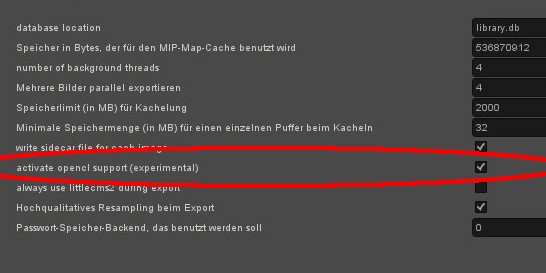 database location library.db
Speicher in Bytes, der für den MIP-Map-Cache benutzt wird 536870912
number of background threads 4
Mehrere Bilder parallel exportieren 4
Speicherlimit (in MB) für Kachelung 2000
Minimale Speichermenge (in MB) für einen einzelnen Puffer beim Kacheln 32
write sidecar file for each image
activate opencl support (experimental)
always use littlecms2 during export
Hochqualitatives Resampling beim Export
Passwort-Speicher-Backend, das benutzt werden soll 0